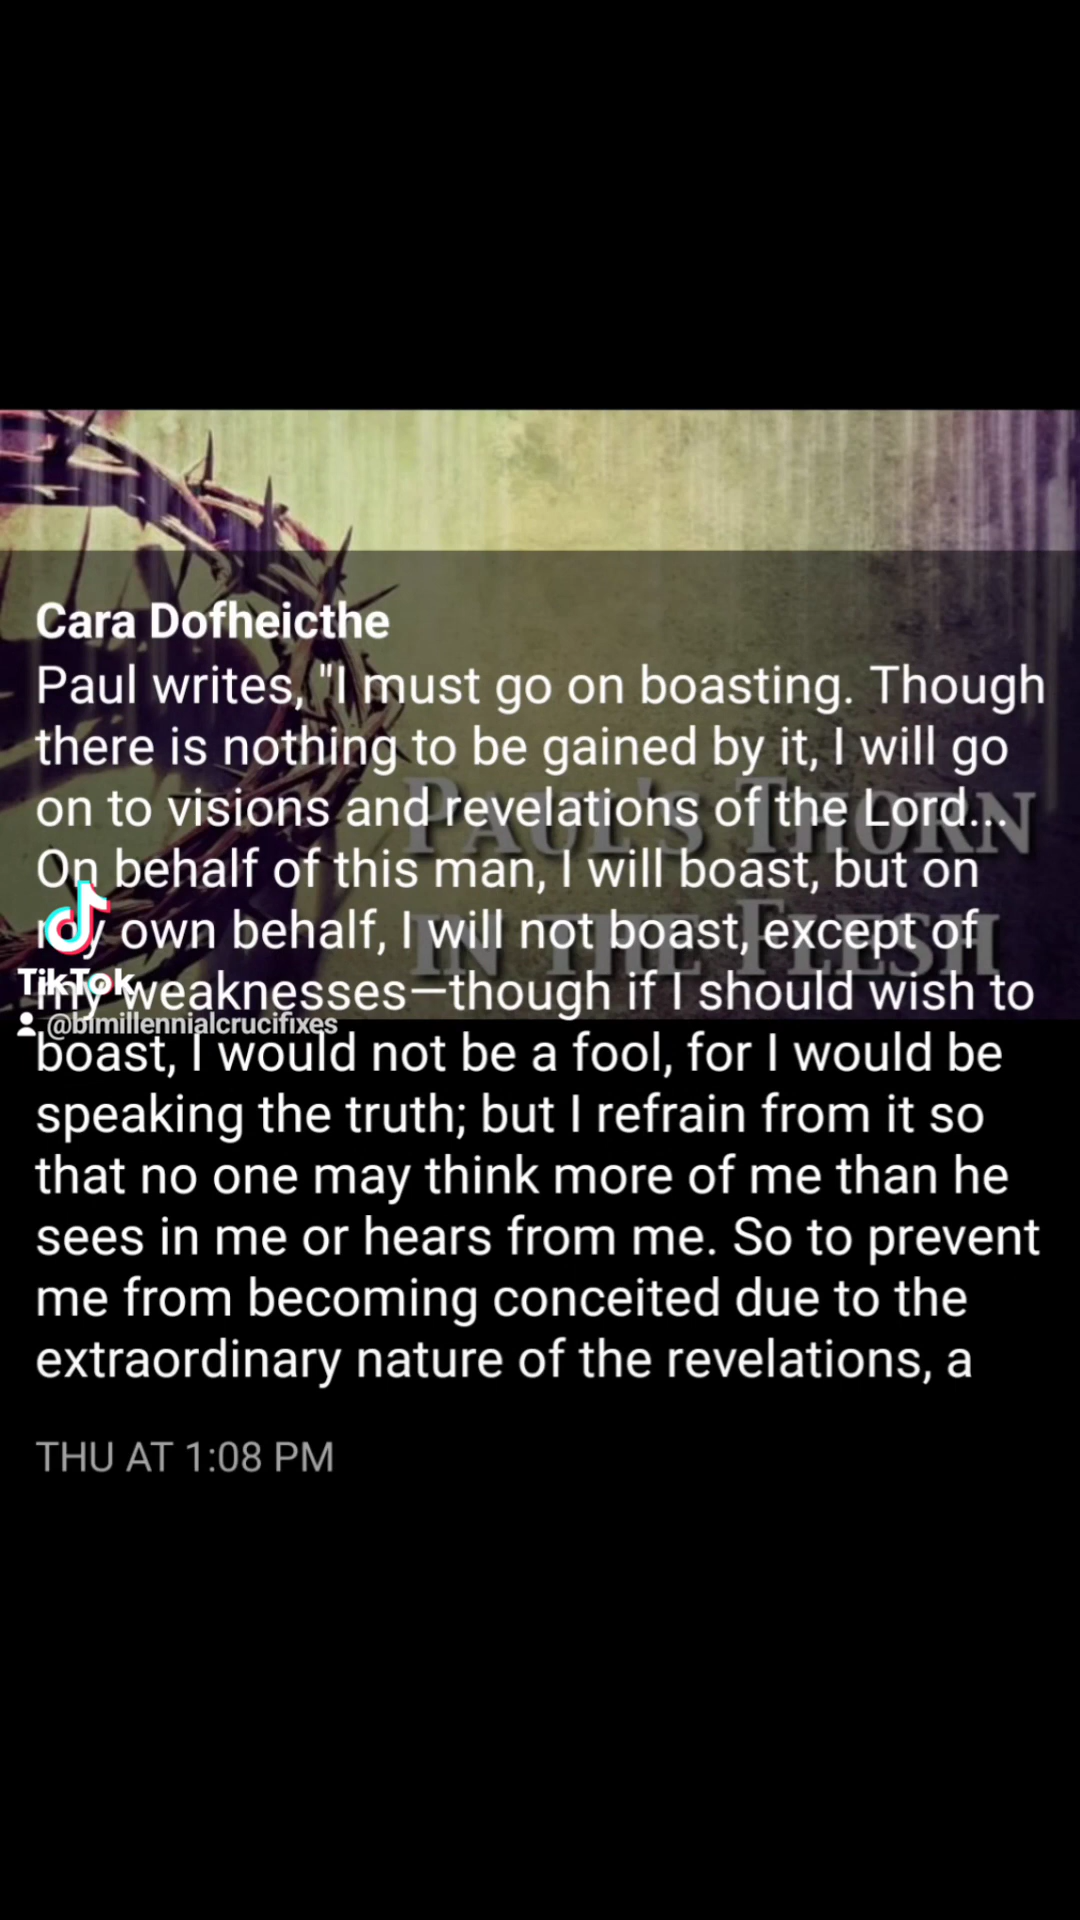 Cara Dofheicthe
Paul writes, "I must go on boasting. Though
there is nothing to be gained by it, I will go
on to visions and revelations of the Lord...
On behalf of this man, I will boast, but on
my own behalf, I will not boast, except of
my weaknesses—though if I should wish to
boast, I would not be a fool, for I would be
speaking the truth; but I refrain from it so
that no one may think more of me than he
sees in me or hears from me. So to prevent
me from becoming conceited due to the
extraordinary nature of the revelations, a
THU AT 1:08 PM
PAUL'S THORN
IN THE FLESH
TikTok
@bimillennialcrucifixes